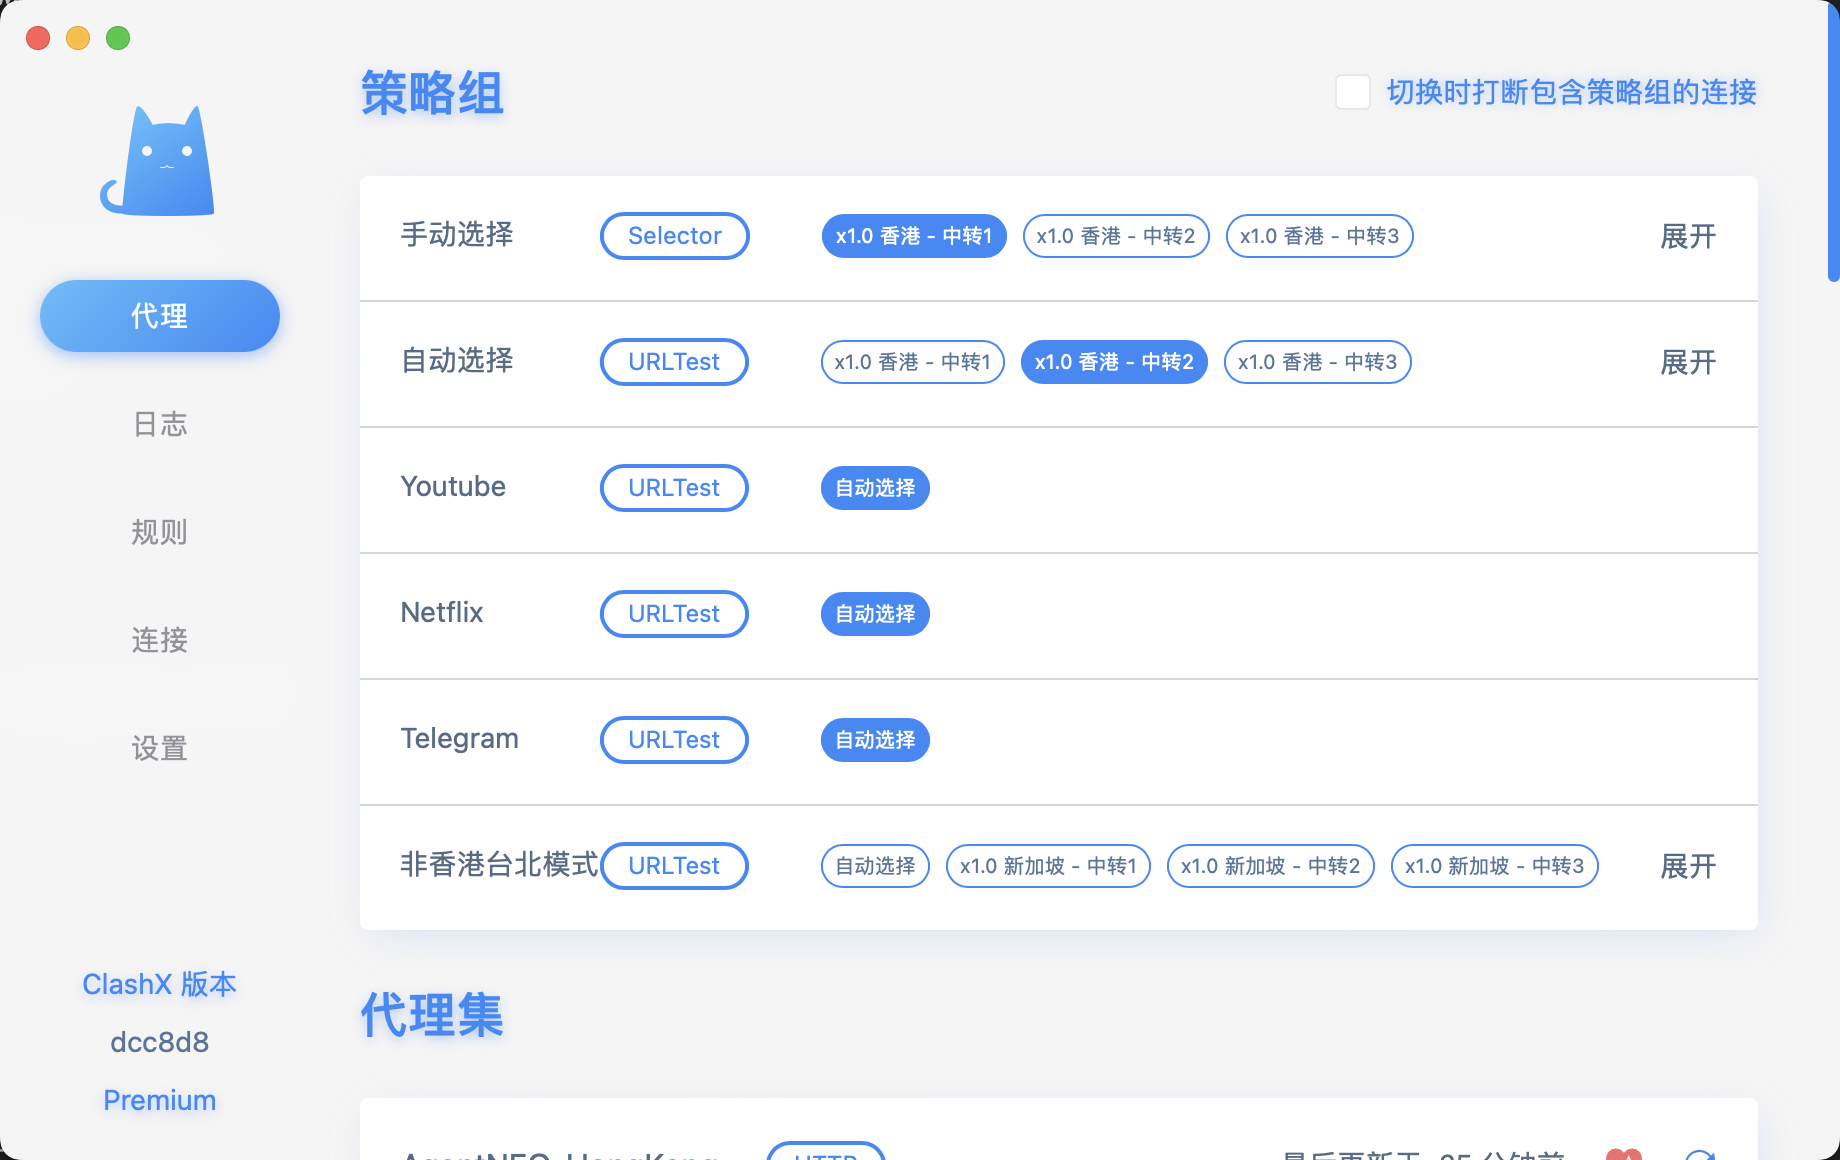 策略组
切换时打断包含策略组的连接
手动选择 Selector x1.0 香港 - 中转1 x1.0 香港 - 中转2 x1.0 香港 - 中转3 展开
自动选择 URLTest x1.0 香港 - 中转1 x1.0 香港 - 中转2 x1.0 香港 - 中转3 展开
Youtube URLTest 自动选择
Netflix URLTest 自动选择
Telegram URLTest 自动选择
非香港台北模式 URLTest 自动选择 x1.0 新加坡 - 中转1 x1.0 新加坡 - 中转2 x1.0 新加坡 - 中转3 展开
代理
日志
规则
连接
设置
ClashX 版本
dcc8d8
Premium
代理集
HTTP